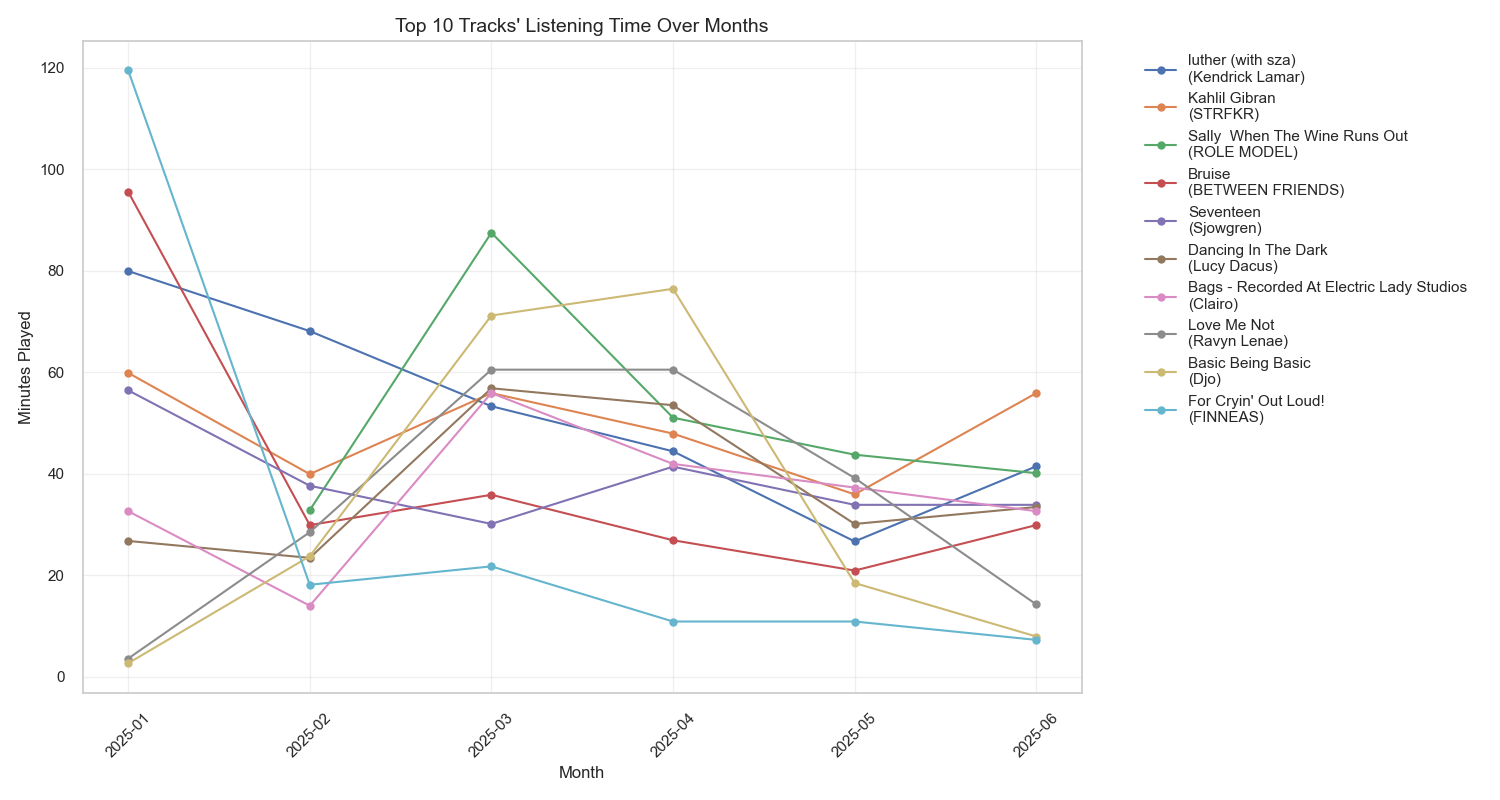 Top 10 Tracks' Listening Time Over Months
120
100
80
60
40
20
0
Minutes Played
2025-01
2025-02
2025-03
2025-04
2025-05
2025-06
Month
luther (with sza)
(Kendrick Lamar)
Kahlil Gibran
(STRFKR)
Sally  When The Wine Runs Out
(ROLE MODEL)
Bruise
(BETWEEN FRIENDS)
Seventeen
(Sjowgren)
Dancing In The Dark
(Lucy Dacus)
Bags - Recorded At Electric Lady Studios
(Clairo)
Love Me Not
(Ravyn Lenae)
Basic Being Basic
(Djo)
For Cryin' Out Loud!
(FINNEAS)